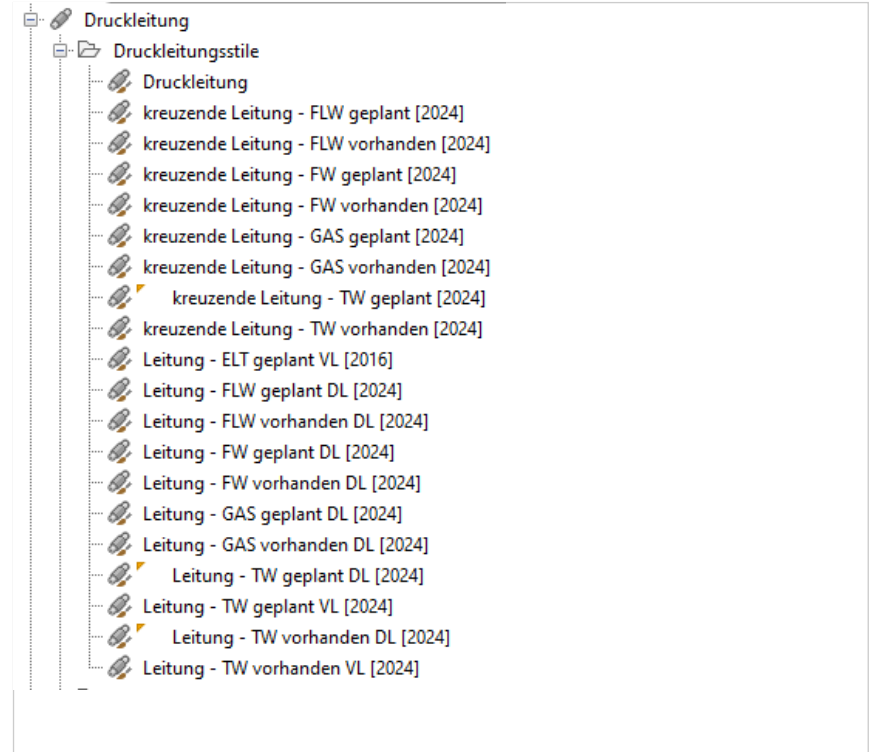 Druckleitung
Druckleitungsstile
Druckleitung
kreuzende Leitung - FLW geplant [2024]
kreuzende Leitung - FLW vorhanden [2024]
kreuzende Leitung - FW geplant [2024]
kreuzende Leitung - FW vorhanden [2024]
kreuzende Leitung - GAS geplant [2024]
kreuzende Leitung - GAS vorhanden [2024]
kreuzende Leitung - TW geplant [2024]
kreuzende Leitung - TW vorhanden [2024]
Leitung - ELT geplant VL [2016]
Leitung - FLW geplant DL [2024]
Leitung - FLW vorhanden DL [2024]
Leitung - FW geplant DL [2024]
Leitung - FW vorhanden DL [2024]
Leitung - GAS geplant DL [2024]
Leitung - GAS vorhanden DL [2024]
Leitung - TW geplant DL [2024]
Leitung - TW geplant VL [2024]
Leitung - TW vorhanden DL [2024]
Leitung - TW vorhanden VL [2024]